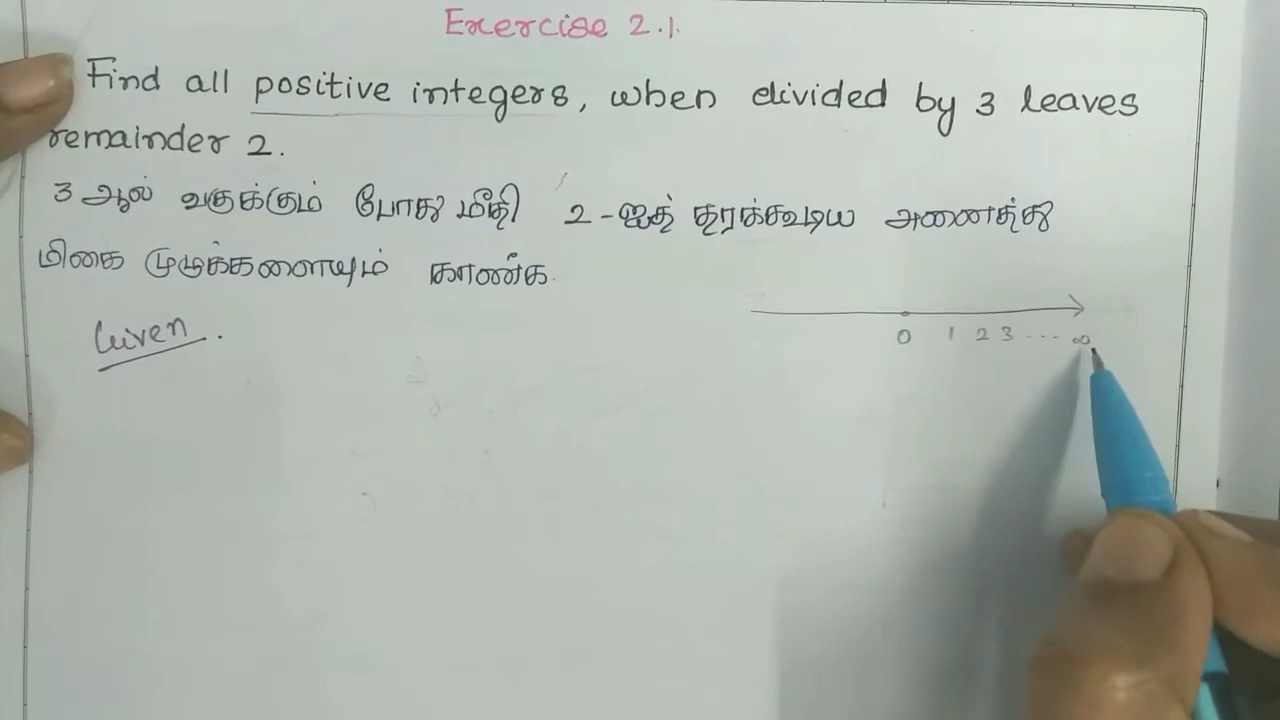 Exercise 2.1.
Find all positive integers, when divided by 3 leaves
remainder 2.
3 ஆல் வகுக்கும் போது மீதி 2-ஐத் தரக்கூடிய அனைத்து
மிகை முழுக்களையும் காண்க.
Given.
0 1 2 3 .... ∞